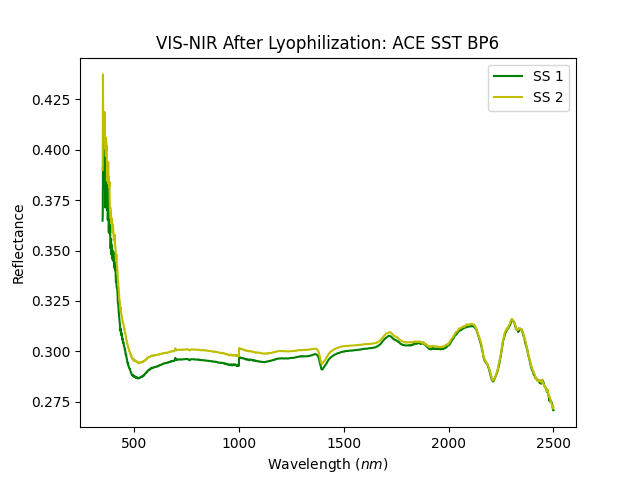 VIS-NIR After Lyophilization: ACE SST BP6
SS 1
SS 2
0.425
0.400
0.375
0.350
0.325
0.300
0.275
Reflectance
500
1000
1500
2000
2500
Wavelength (nm)